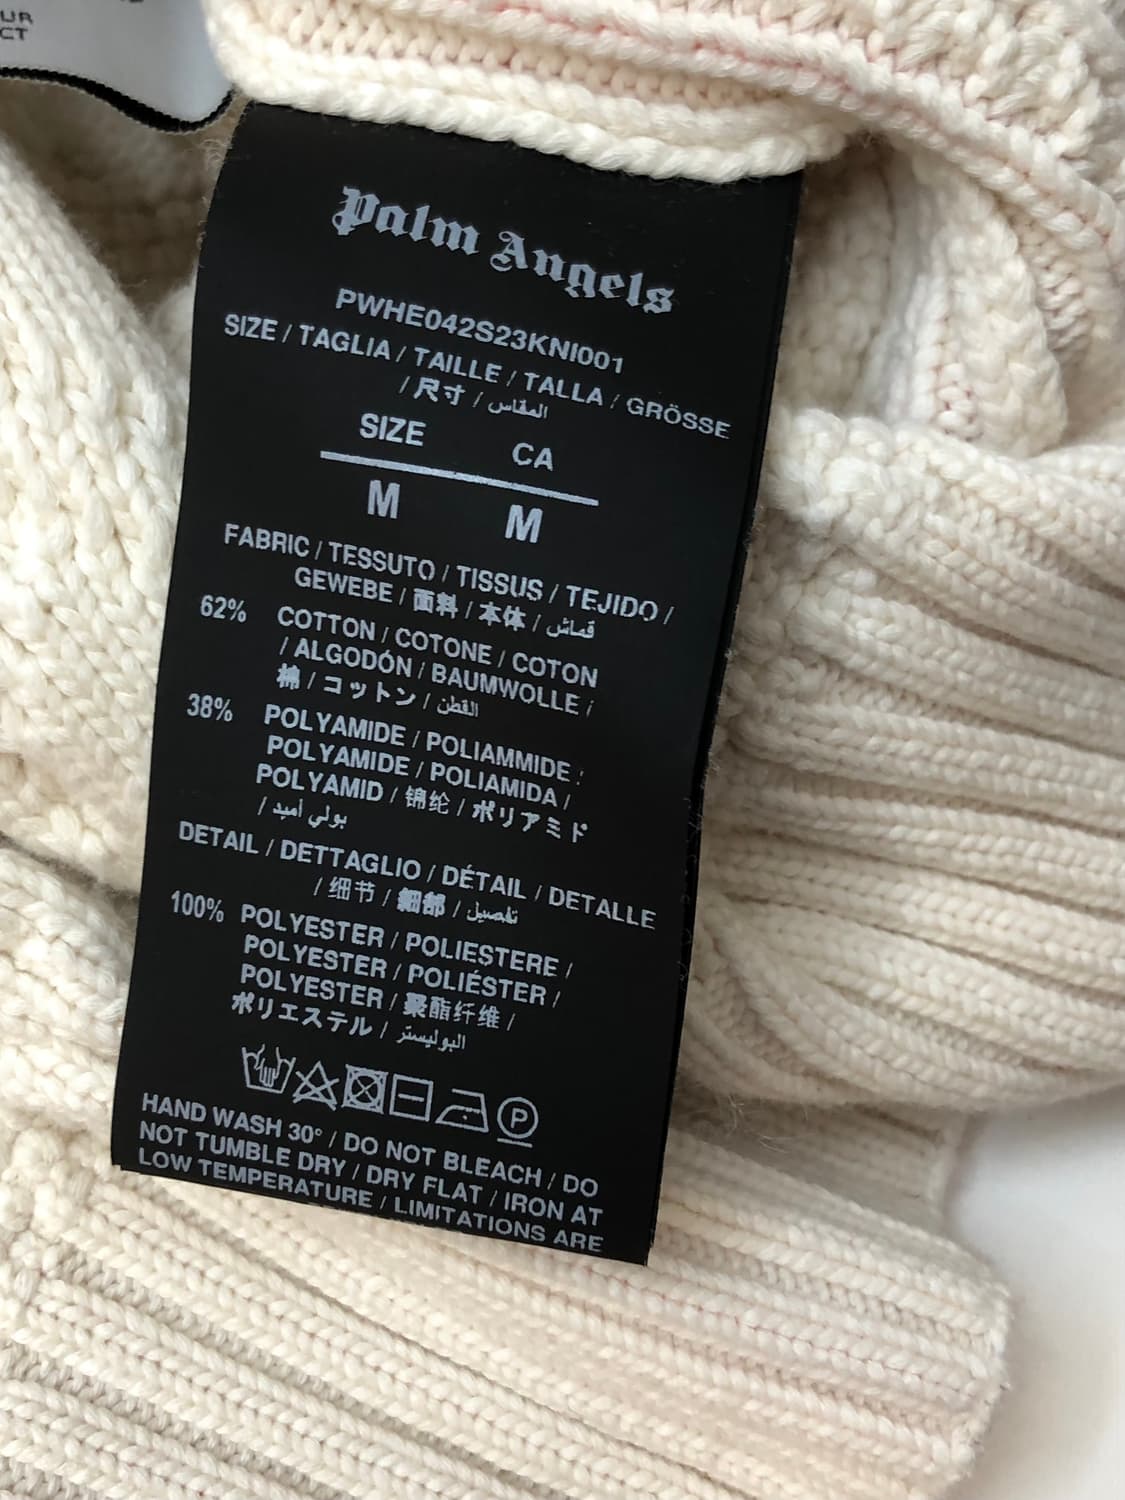 UR
CT
Palm Angels
PWHE042S23KNI001
SIZE / TAGLIA / TAILLE / TALLA / GRÖSSE
/ 尺寸 / المقاس
SIZE CA
M M
FABRIC / TESSUTO / TISSUS / TEJIDO /
GEWEBE / 面料 / 本体 / قماش
62% COTTON / COTONE / COTON
/ ALGODÓN / BAUMWOLLE /
棉 / コットン / القطن
38% POLYAMIDE / POLIAMMIDE /
POLYAMIDE / POLIAMIDA /
POLYAMID / 锦纶 / ポリアミド
/ بولي أميد
DETAIL / DETTAGLIO / DÉTAIL / DETALLE
/ 细节 / 細部 / تفصيل
100% POLYESTER / POLIESTERE /
POLYESTER / POLIÉSTER /
POLYESTER / 聚酯纤维 /
ポリエステル / البوليستر
P
HAND WASH 30° / DO NOT BLEACH / DO
NOT TUMBLE DRY / DRY FLAT / IRON AT
LOW TEMPERATURE / LIMITATIONS ARE